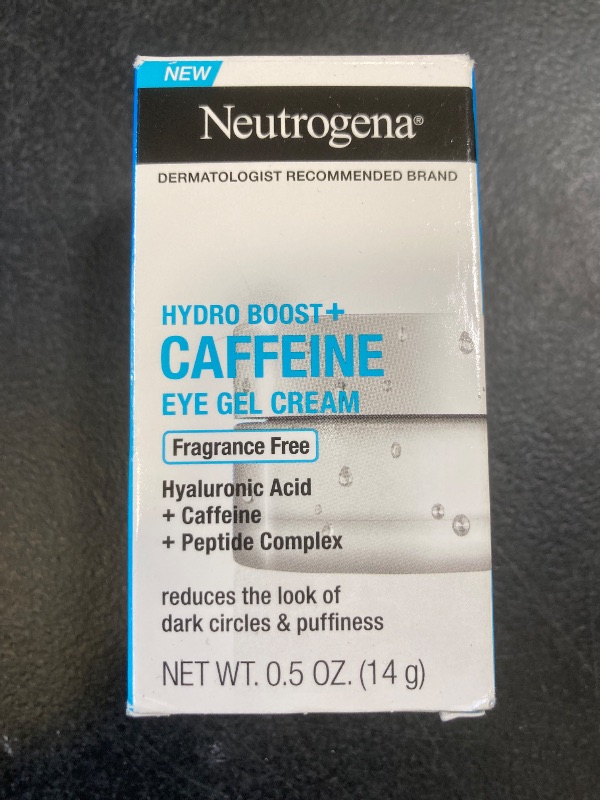 NEW
Neutrogena®
DERMATOLOGIST RECOMMENDED BRAND
HYDRO BOOST+
CAFFEINE
EYE GEL CREAM
Fragrance Free
Hyaluronic Acid
+ Caffeine
+ Peptide Complex
reduces the look of
dark circles & puffiness
NET WT. 0.5 OZ. (14 g)